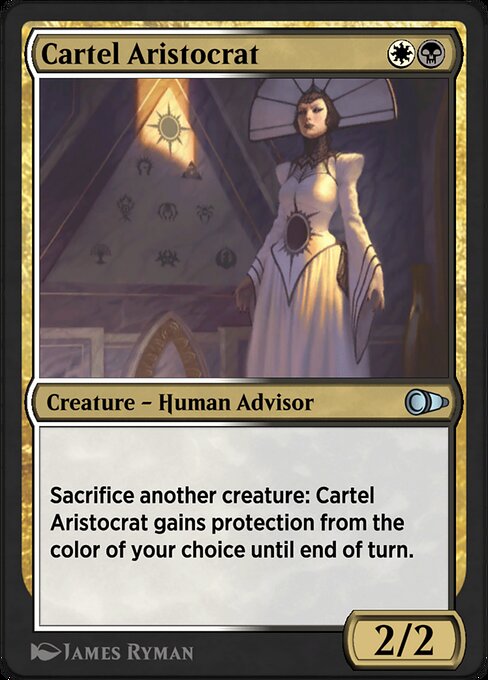 Cartel Aristocrat
Creature – Human Advisor
Sacrifice another creature: Cartel
Aristocrat gains protection from the
color of your choice until end of turn.
2/2
James Ryman